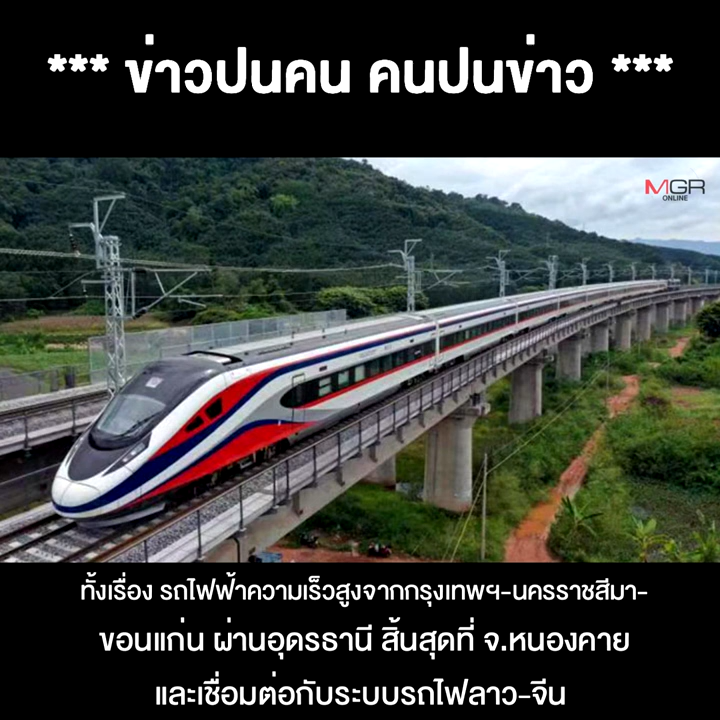 *** ข่าวปนคน คนปนข่าว ***
MGR
ONLINE
ทั้งเรื่อง รถไฟฟ้าความเร็วสูงจากกรุงเทพฯ-นครราชสีมา-
ขอนแก่น ผ่านอุดรธานี สิ้นสุดที่ จ.หนองคาย
และเชื่อมต่อกับระบบรถไฟลาว-จีน